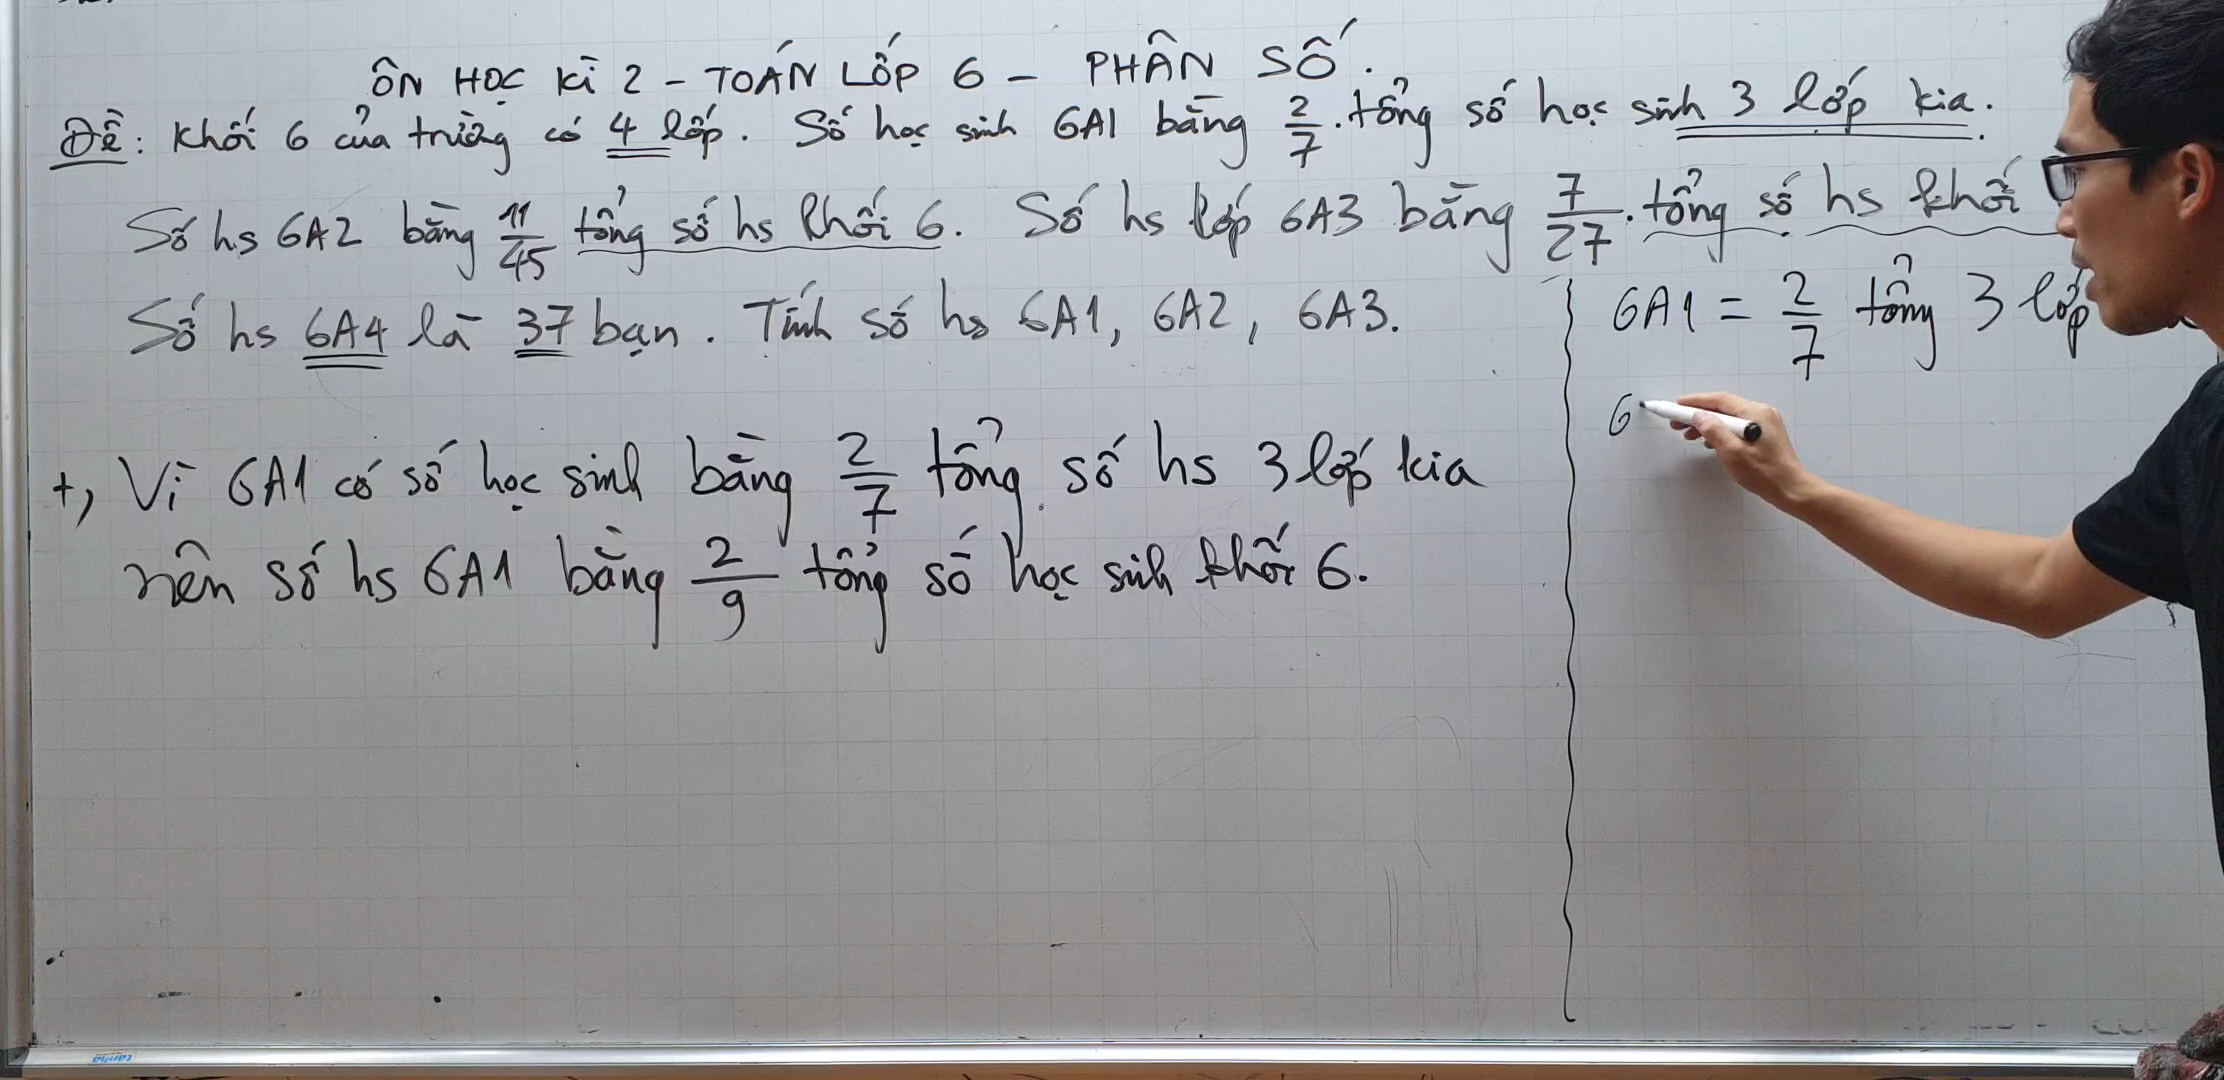 ÔN HỌC KÌ 2 - TOÁN LỚP 6 - PHÂN SỐ.
Đề: Khối 6 của trường có 4 lớp. Số học sinh 6A1 bằng 2/7 . tổng số học sinh 3 lớp kia.
Số hs 6A2 bằng 11/45 tổng số hs khối 6. Số hs lớp 6A3 bằng 7/27 . tổng số hs khối
Số hs 6A4 là 37 bạn. Tính số hs 6A1, 6A2, 6A3.
+, Vì 6A1 có số học sinh bằng 2/7 tổng số hs 3 lớp kia
nên số hs 6A1 bằng 2/9 tổng số học sinh khối 6.
6A1 = 2/7 tổng 3 lớp
6